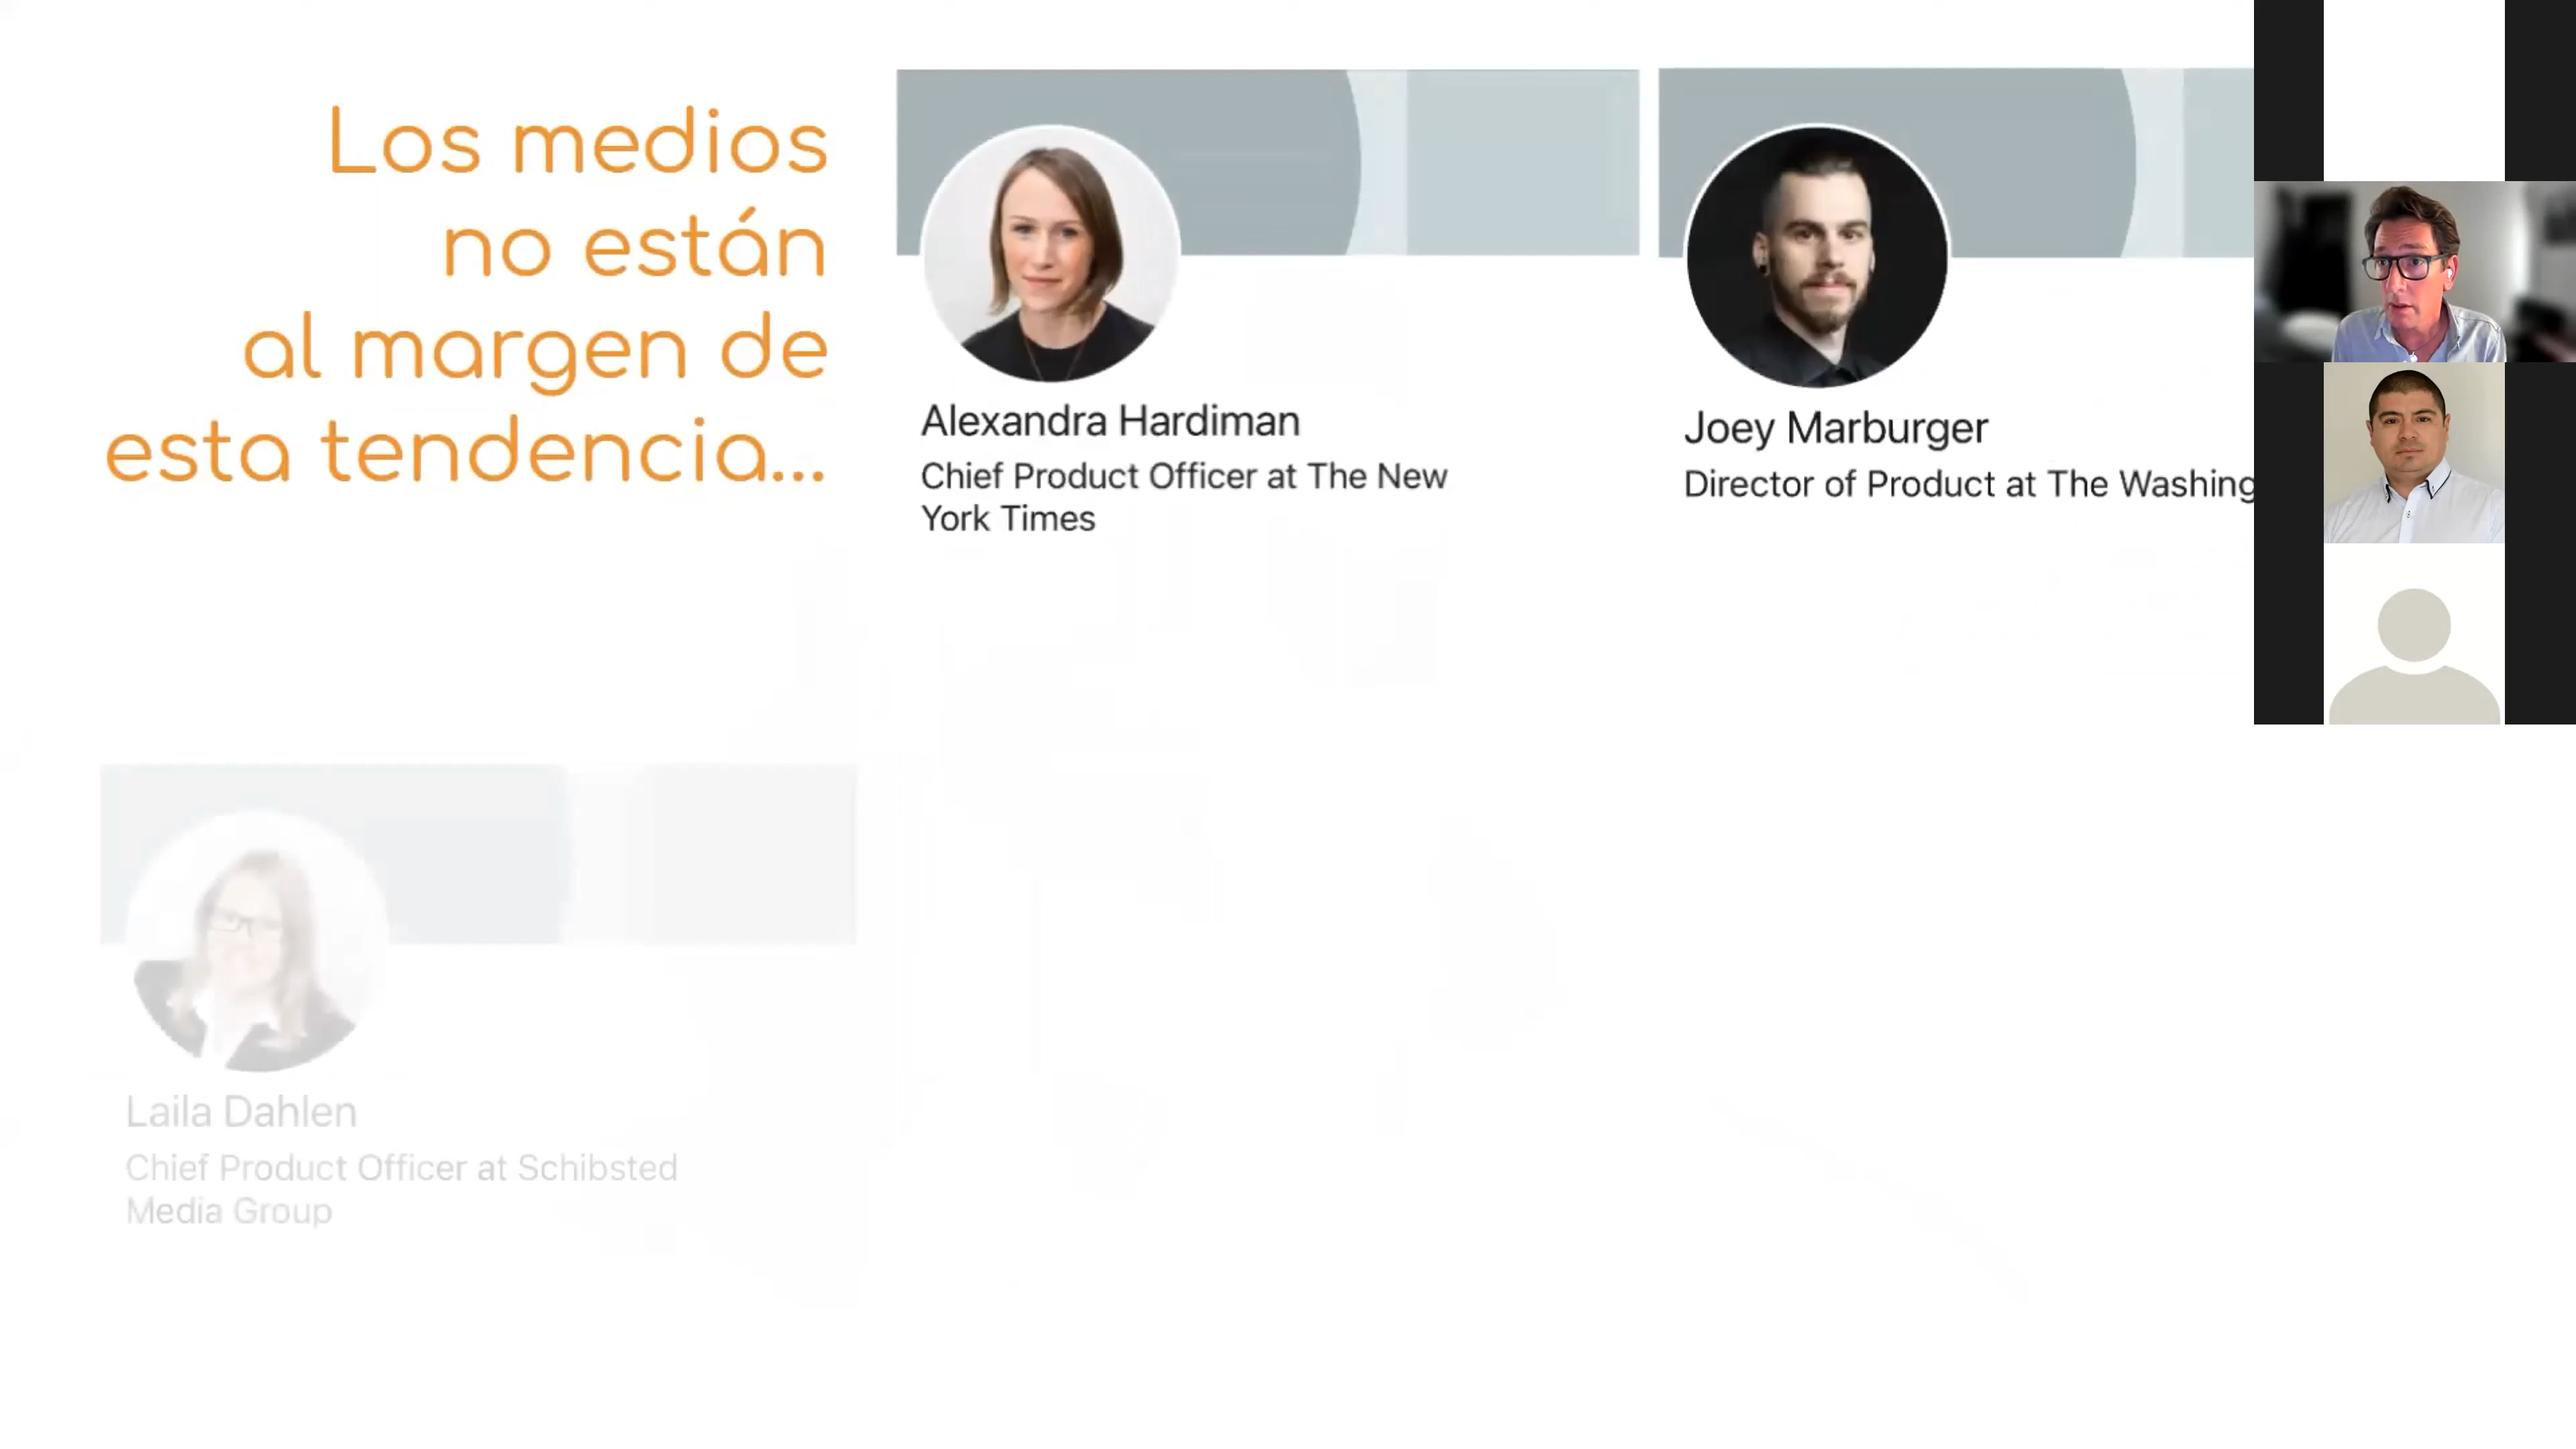 Los medios
no están
al margen de
esta tendencia...
Alexandra Hardiman
Chief Product Officer at The New
York Times
Joey Marburger
Director of Product at The Washing
Laila Dahlen
Chief Product Officer at Schibsted
Media Group